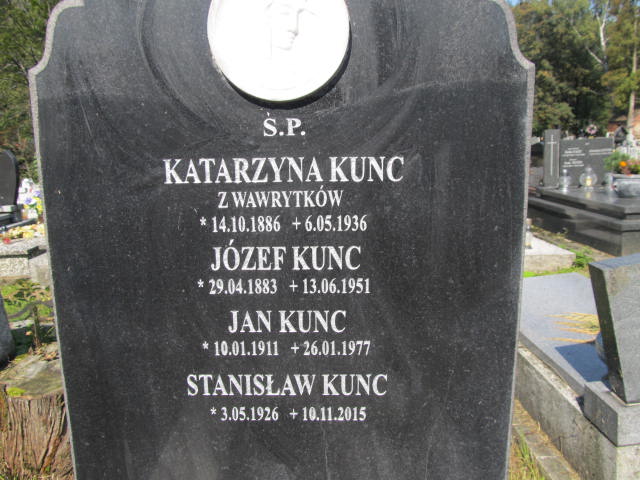 Ś.P.
KATARZYNA KUNC
Z WAWRYTKÓW
* 14.10.1886 + 6.05.1936
JÓZEF KUNC
* 29.04.1883 + 13.06.1951
JAN KUNC
* 10.01.1911 + 26.01.1977
STANISŁAW KUNC
* 3.05.1926 + 10.11.2015